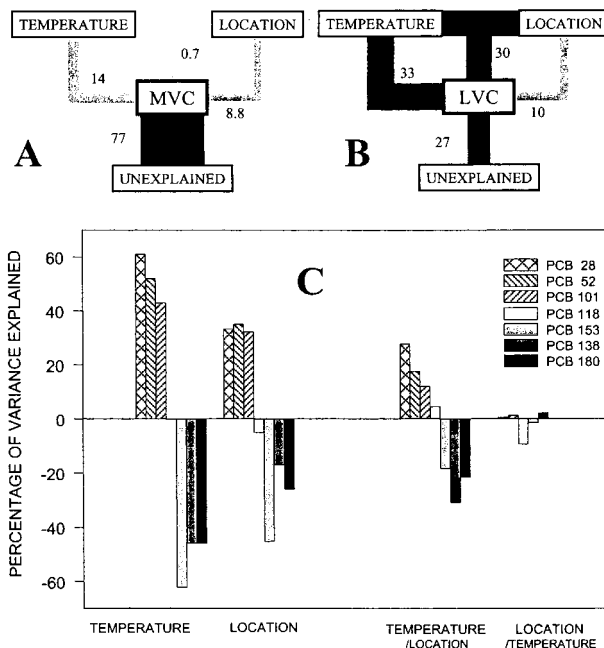 TEMPERATURE LOCATION
0.7
14
MVC
8.8
77
A
UNEXPLAINED
TEMPERATURE LOCATION
30
33
LVC
10
27
B
UNEXPLAINED
C
PERCENTAGE OF VARIANCE EXPLAINED
60
40
20
0
-20
-40
-60
PCB 28
PCB 52
PCB 101
PCB 118
PCB 153
PCB 138
PCB 180
TEMPERATURE
LOCATION
TEMPERATURE
/LOCATION
LOCATION
/TEMPERATURE